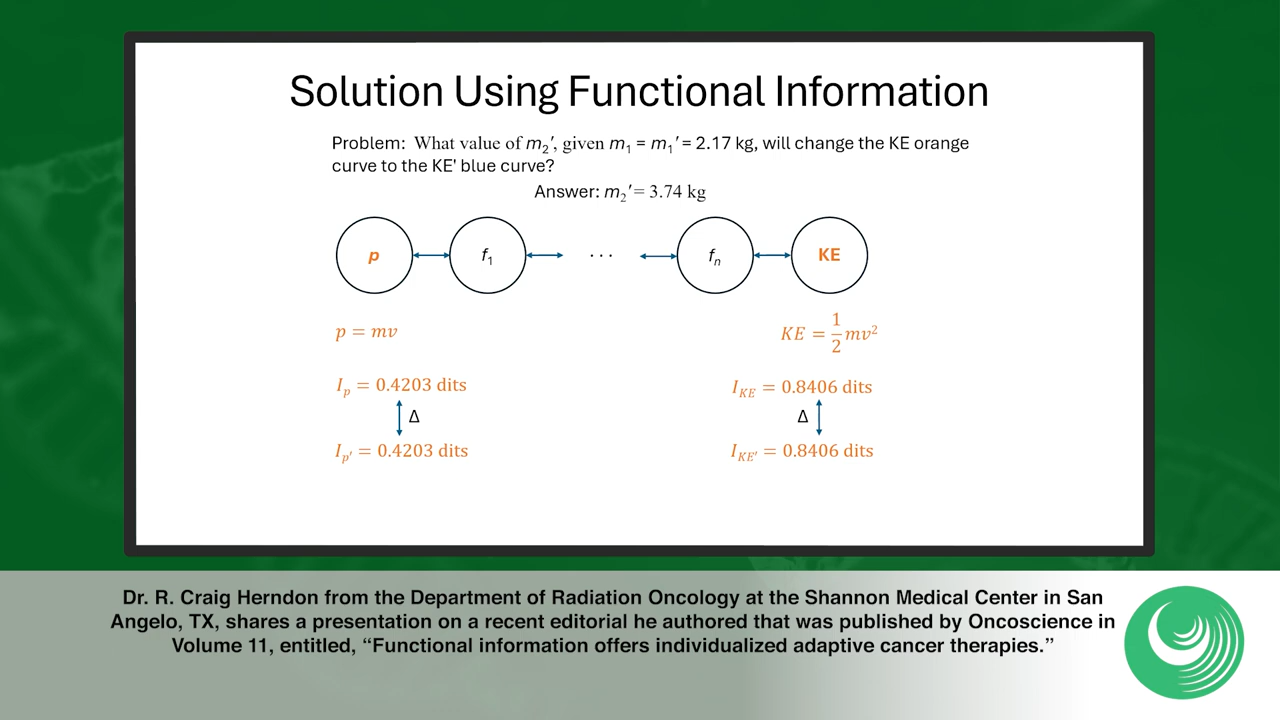 Solution Using Functional Information
Problem: What value of m₂′, given m₁ = m₁′ = 2.17 kg, will change the KE orange
curve to the KE' blue curve?
Answer: m₂′ = 3.74 kg
p f₁ ··· fₙ KE
p = mv KE = 1/2 mv²
Iₚ = 0.4203 dits I_KE = 0.8406 dits
Δ Δ
Iₚ′ = 0.4203 dits I_KE′ = 0.8406 dits
Dr. R. Craig Herndon from the Department of Radiation Oncology at the Shannon Medical Center in San
Angelo, TX, shares a presentation on a recent editorial he authored that was published by Oncoscience in
Volume 11, entitled, “Functional information offers individualized adaptive cancer therapies.”